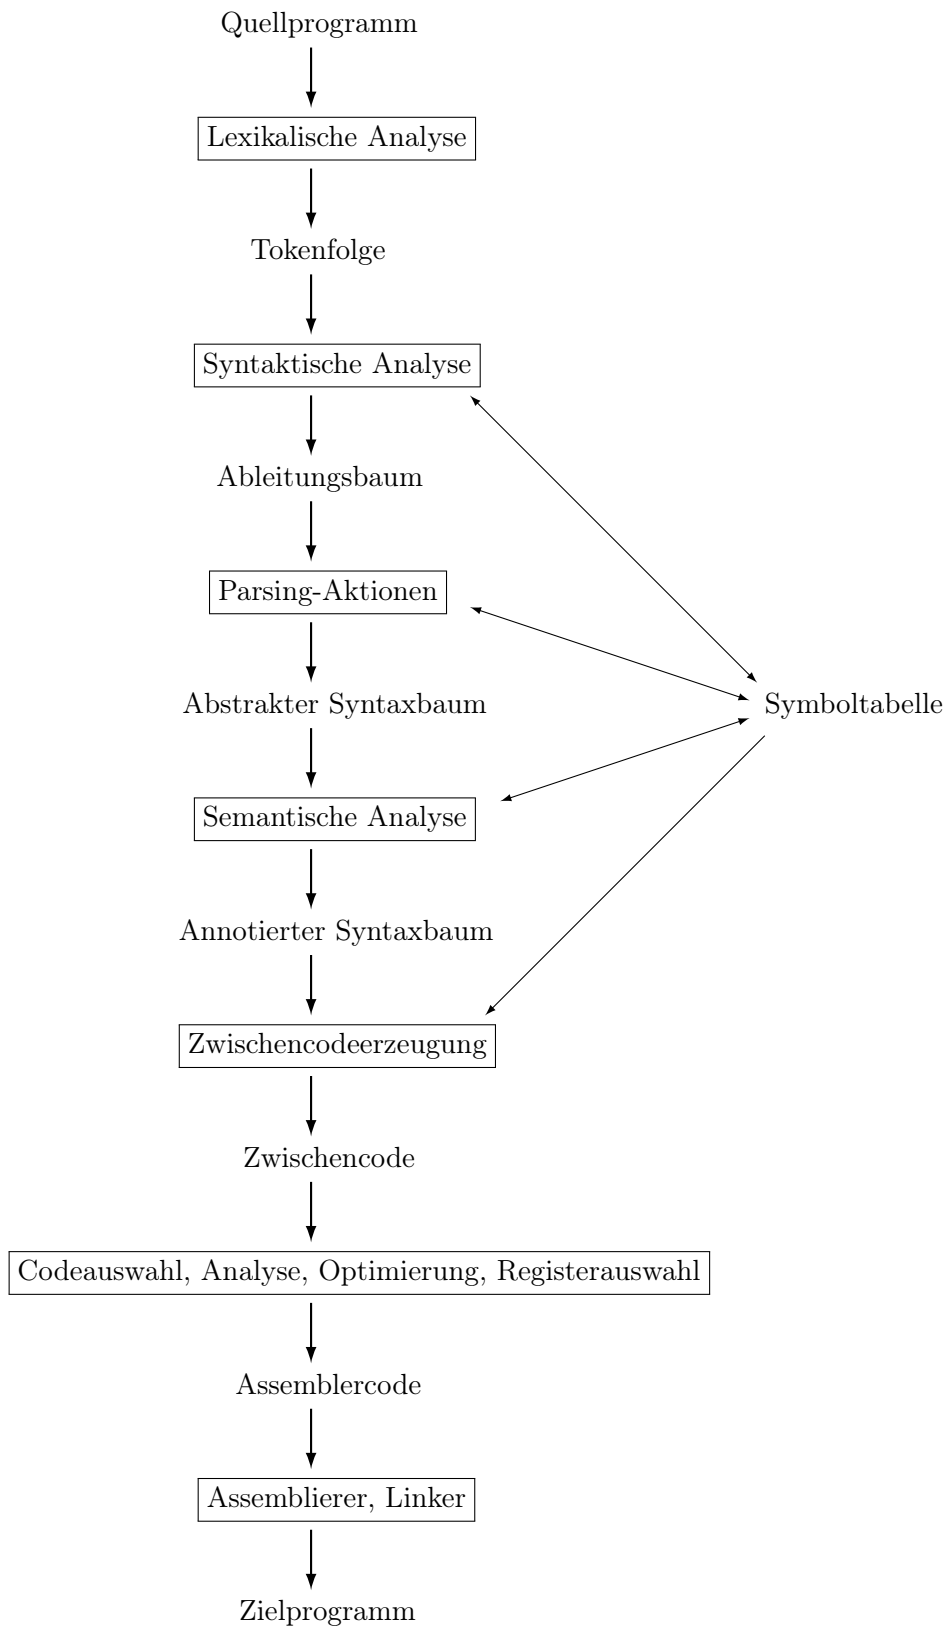 Quellprogramm
Lexikalische Analyse
Tokenfolge
Syntaktische Analyse
Ableitungsbaum
Parsing-Aktionen
Abstrakter Syntaxbaum
Symboltabelle
Semantische Analyse
Annotierter Syntaxbaum
Zwischencodeerzeugung
Zwischencode
Codeauswahl, Analyse, Optimierung, Registerauswahl
Assemblercode
Assemblierer, Linker
Zielprogramm